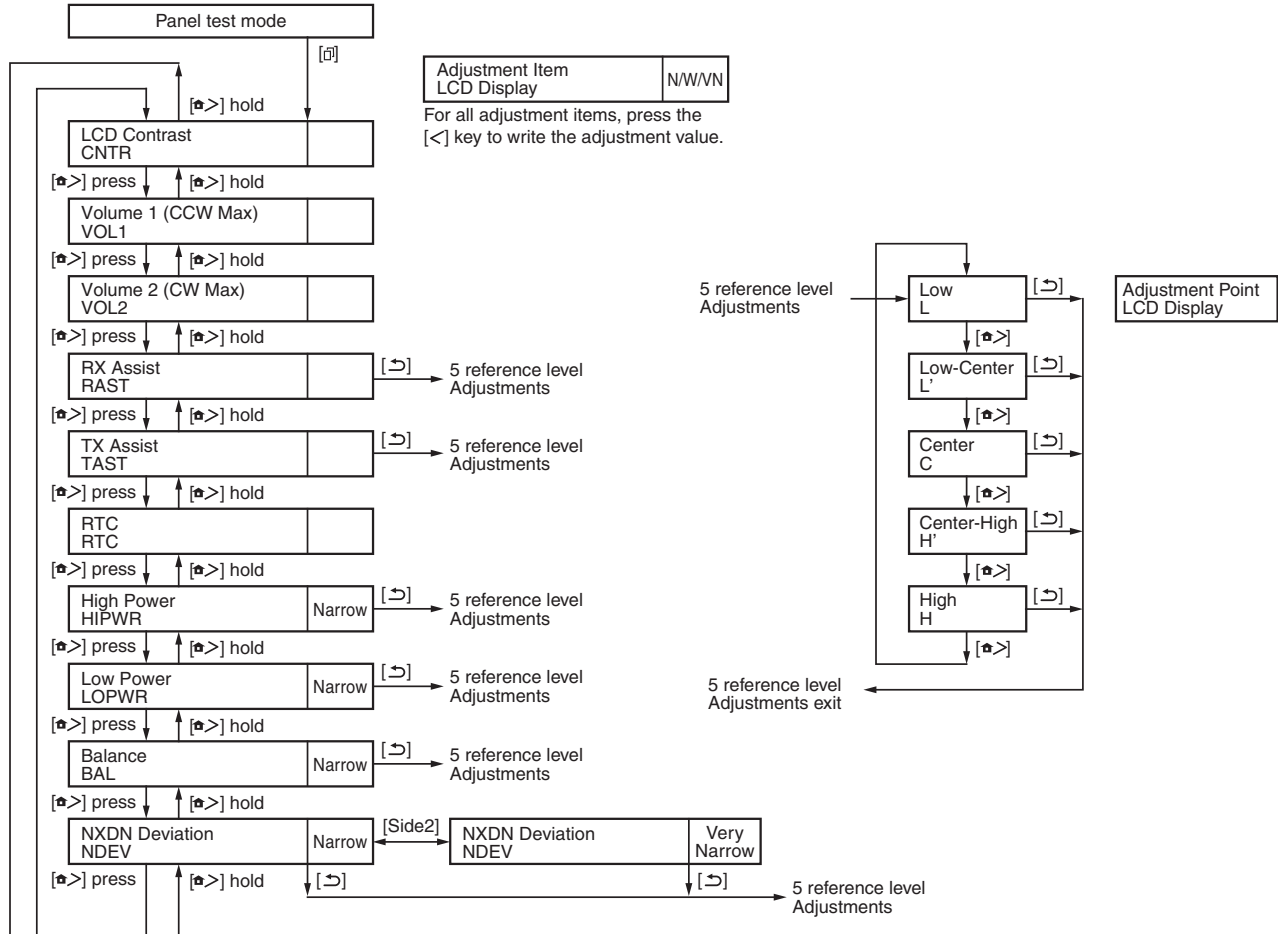 Panel test mode
[⧉]
Adjustment Item
LCD Display
N/W/VN
For all adjustment items, press the
[<] key to write the adjustment value.
[🏠>] hold
LCD Contrast
CNTR
[🏠>] press
[🏠>] hold
Volume 1 (CCW Max)
VOL1
[🏠>] press
[🏠>] hold
Volume 2 (CW Max)
VOL2
[🏠>] press
[🏠>] hold
RX Assist
RAST
[⮌]
5 reference level
Adjustments
[🏠>] press
[🏠>] hold
TX Assist
TAST
[⮌]
5 reference level
Adjustments
[🏠>] press
[🏠>] hold
RTC
RTC
[🏠>] press
[🏠>] hold
High Power
HIPWR
Narrow
[⮌]
5 reference level
Adjustments
[🏠>] press
[🏠>] hold
Low Power
LOPWR
Narrow
[⮌]
5 reference level
Adjustments
[🏠>] press
[🏠>] hold
Balance
BAL
Narrow
[⮌]
5 reference level
Adjustments
[🏠>] press
[🏠>] hold
NXDN Deviation
NDEV
Narrow
[Side2]
NXDN Deviation
NDEV
Very
Narrow
[🏠>] press
[🏠>] hold
[⮌]
[⮌]
5 reference level
Adjustments
5 reference level
Adjustments
Low
L
[⮌]
Adjustment Point
LCD Display
[🏠>]
Low-Center
L'
[⮌]
[🏠>]
Center
C
[⮌]
[🏠>]
Center-High
H'
[⮌]
[🏠>]
High
H
[⮌]
[🏠>]
5 reference level
Adjustments exit